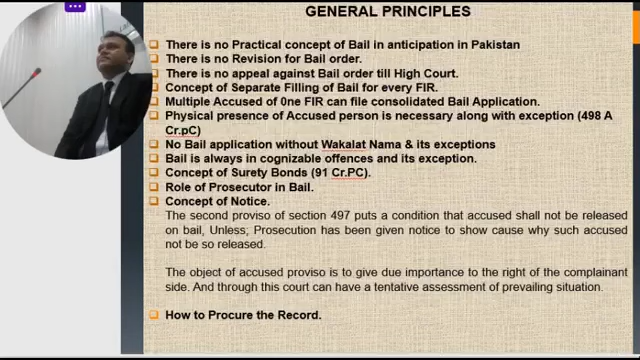 GENERAL PRINCIPLES
There is no Practical concept of Bail in anticipation in Pakistan
There is no Revision for Bail order.
There is no appeal against Bail order till High Court.
Concept of Separate Filling of Bail for every FIR.
Multiple Accused of 0ne FIR can file consolidated Bail Application.
Physical presence of Accused person is necessary along with exception (498 A
Cr.pC)
No Bail application without Wakalat Nama & its exceptions
Bail is always in cognizable offences and its exception.
Concept of Surety Bonds (91 Cr.PC).
Role of Prosecutor in Bail.
Concept of Notice.
The second proviso of section 497 puts a condition that accused shall not be released
on bail, Unless; Prosecution has been given notice to show cause why such accused
not be so released.
The object of accused proviso is to give due importance to the right of the complainant
side. And through this court can have a tentative assessment of prevailing situation.
How to Procure the Record.